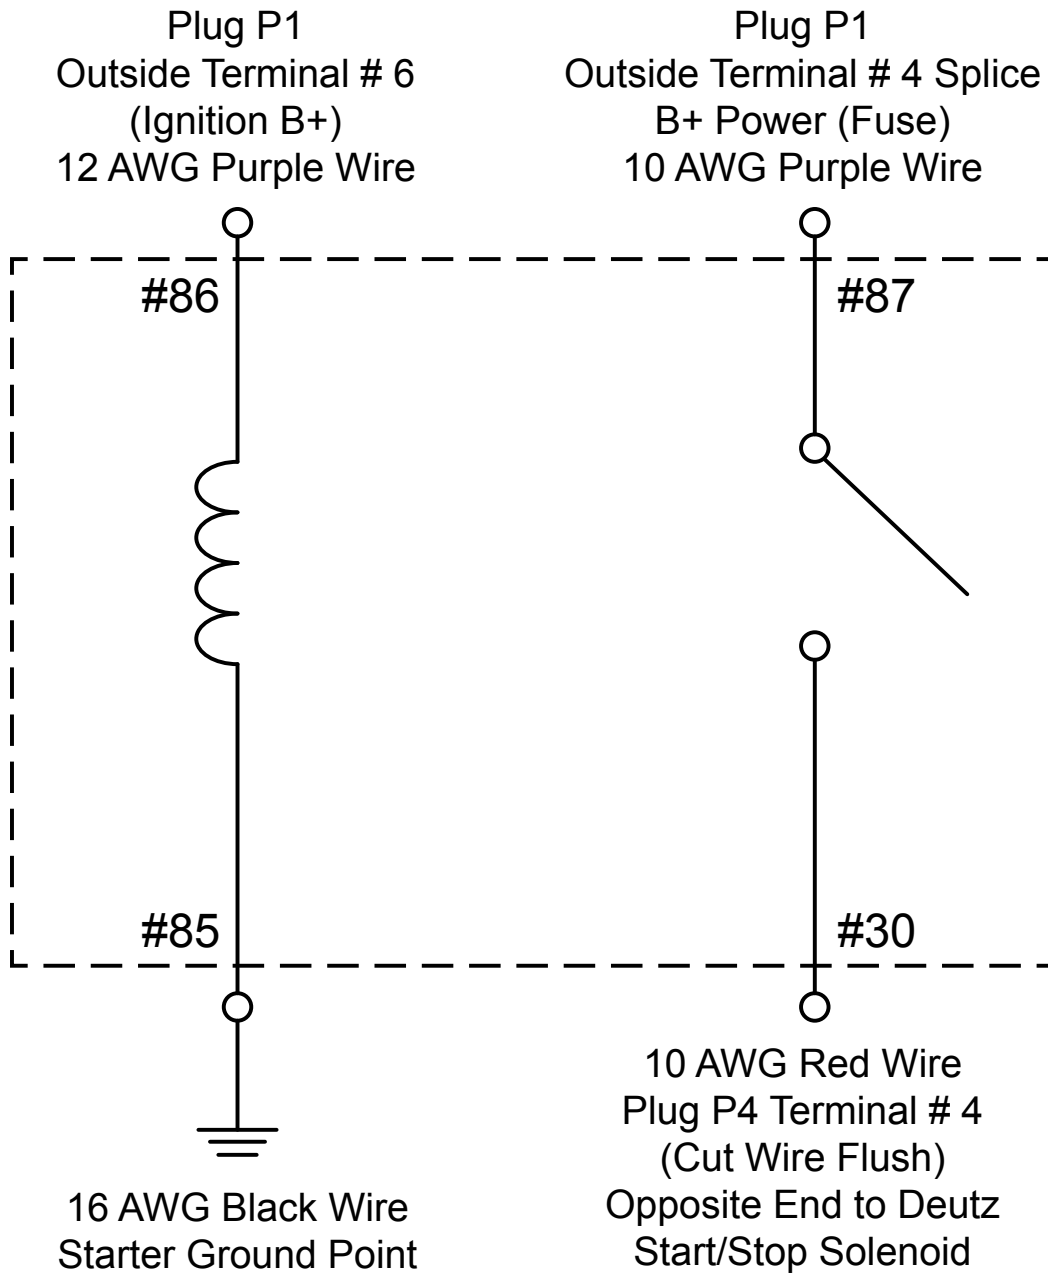 Plug P1
Outside Terminal # 6
(Ignition B+)
12 AWG Purple Wire
Plug P1
Outside Terminal # 4 Splice
B+ Power (Fuse)
10 AWG Purple Wire
#86
#87
#85
#30
16 AWG Black Wire
Starter Ground Point
10 AWG Red Wire
Plug P4 Terminal # 4
(Cut Wire Flush)
Opposite End to Deutz
Start/Stop Solenoid